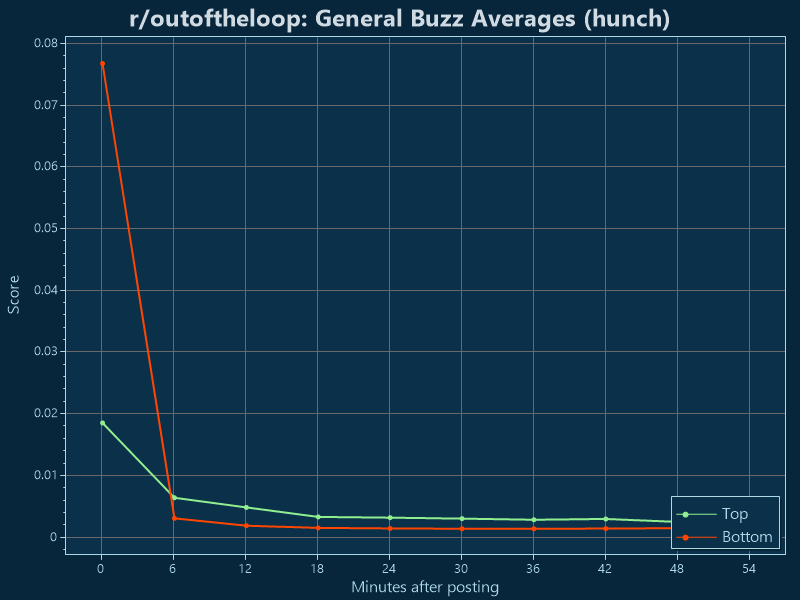 r/outoftheloop: General Buzz Averages (hunch)
0.08
0.07
0.06
0.05
0.04
0.03
0.02
0.01
0
Score
0 6 12 18 24 30 36 42 48 54
Minutes after posting
Top
Bottom